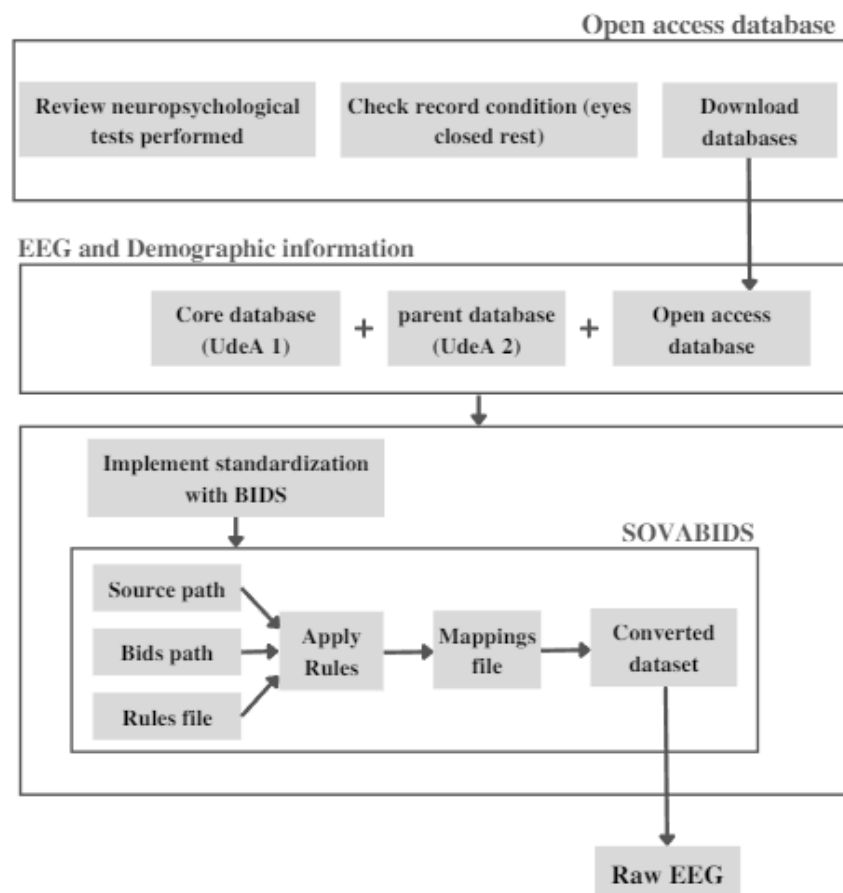 Open access database
Review neuropsychological
tests performed
Check record condition (eyes
closed rest)
Download
databases
EEG and Demographic information
Core database
(UdeA 1)
+
parent database
(UdeA 2)
+
Open access
database
Implement standardization
with BIDS
SOVABIDS
Source path
Bids path
Rules file
Apply
Rules
Mappings
file
Converted
dataset
Raw EEG